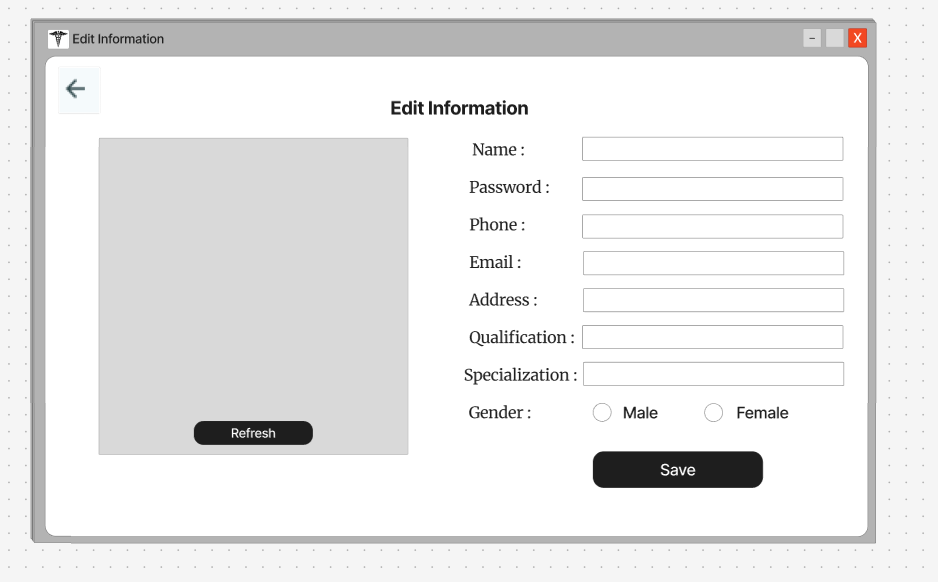 Edit Information
– X
Edit Information
Name :
Password :
Phone :
Email :
Address :
Qualification :
Specialization :
Gender : Male Female
Refresh
Save